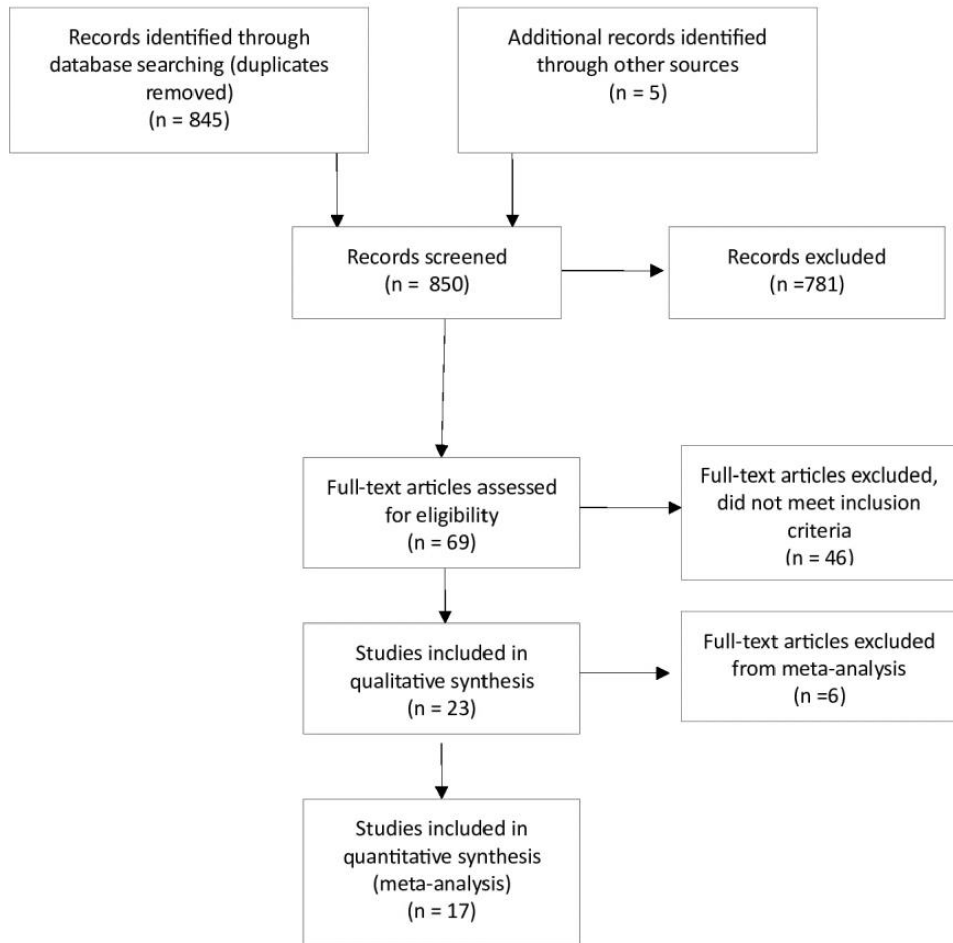 Records identified through
database searching (duplicates
removed)
(n = 845)
Additional records identified
through other sources
(n = 5)
Records screened
(n = 850)
Records excluded
(n =781)
Full-text articles assessed
for eligibility
(n = 69)
Full-text articles excluded,
did not meet inclusion
criteria
(n = 46)
Studies included in
qualitative synthesis
(n = 23)
Full-text articles excluded
from meta-analysis
(n =6)
Studies included in
quantitative synthesis
(meta-analysis)
(n = 17)